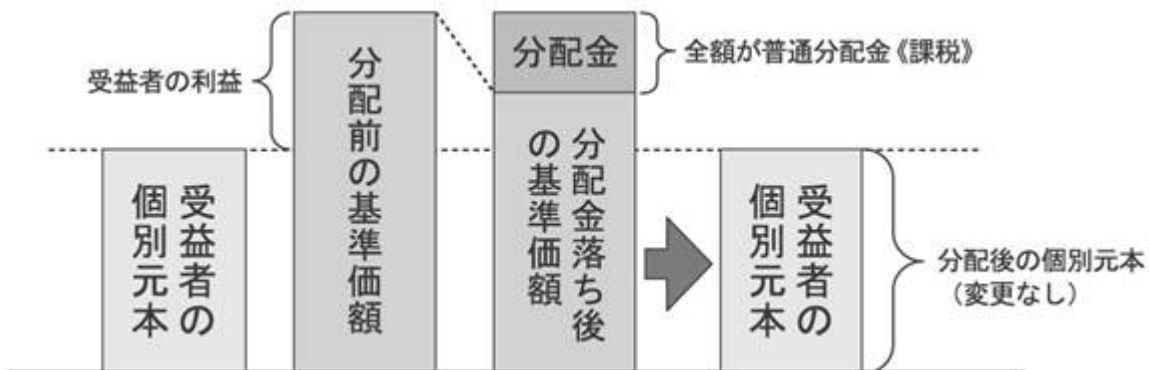 受益者の利益
受益者の
個別元本
分配前の基準価額
分配金
分配金落ち後
の基準価額
全額が普通分配金《課税》
受益者の
個別元本
分配後の個別元本
（変更なし）